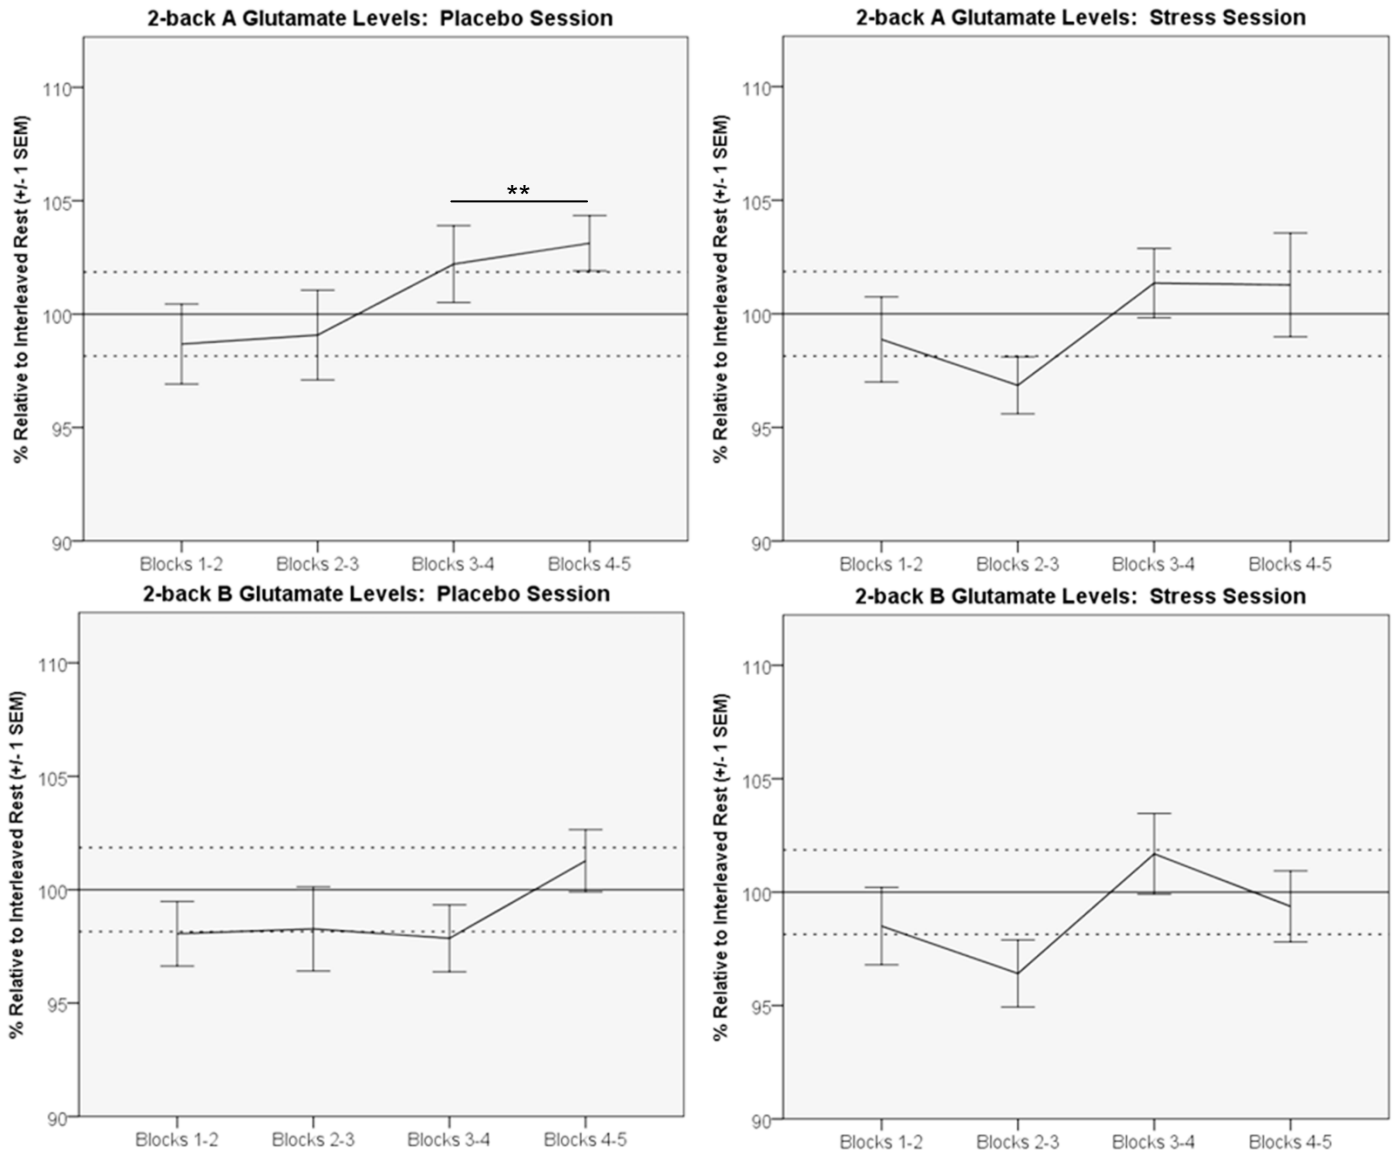 2-back A Glutamate Levels:  Placebo Session
% Relative to Interleaved Rest (+/- 1 SEM)
110
105
100
95
90
**
Blocks 1-2 Blocks 2-3 Blocks 3-4 Blocks 4-5
2-back A Glutamate Levels:  Stress Session
% Relative to Interleaved Rest (+/- 1 SEM)
110
105
100
95
90
Blocks 1-2 Blocks 2-3 Blocks 3-4 Blocks 4-5
2-back B Glutamate Levels:  Placebo Session
% Relative to Interleaved Rest (+/- 1 SEM)
110
105
100
95
90
Blocks 1-2 Blocks 2-3 Blocks 3-4 Blocks 4-5
2-back B Glutamate Levels:  Stress Session
% Relative to Interleaved Rest (+/- 1 SEM)
110
105
100
95
90
Blocks 1-2 Blocks 2-3 Blocks 3-4 Blocks 4-5